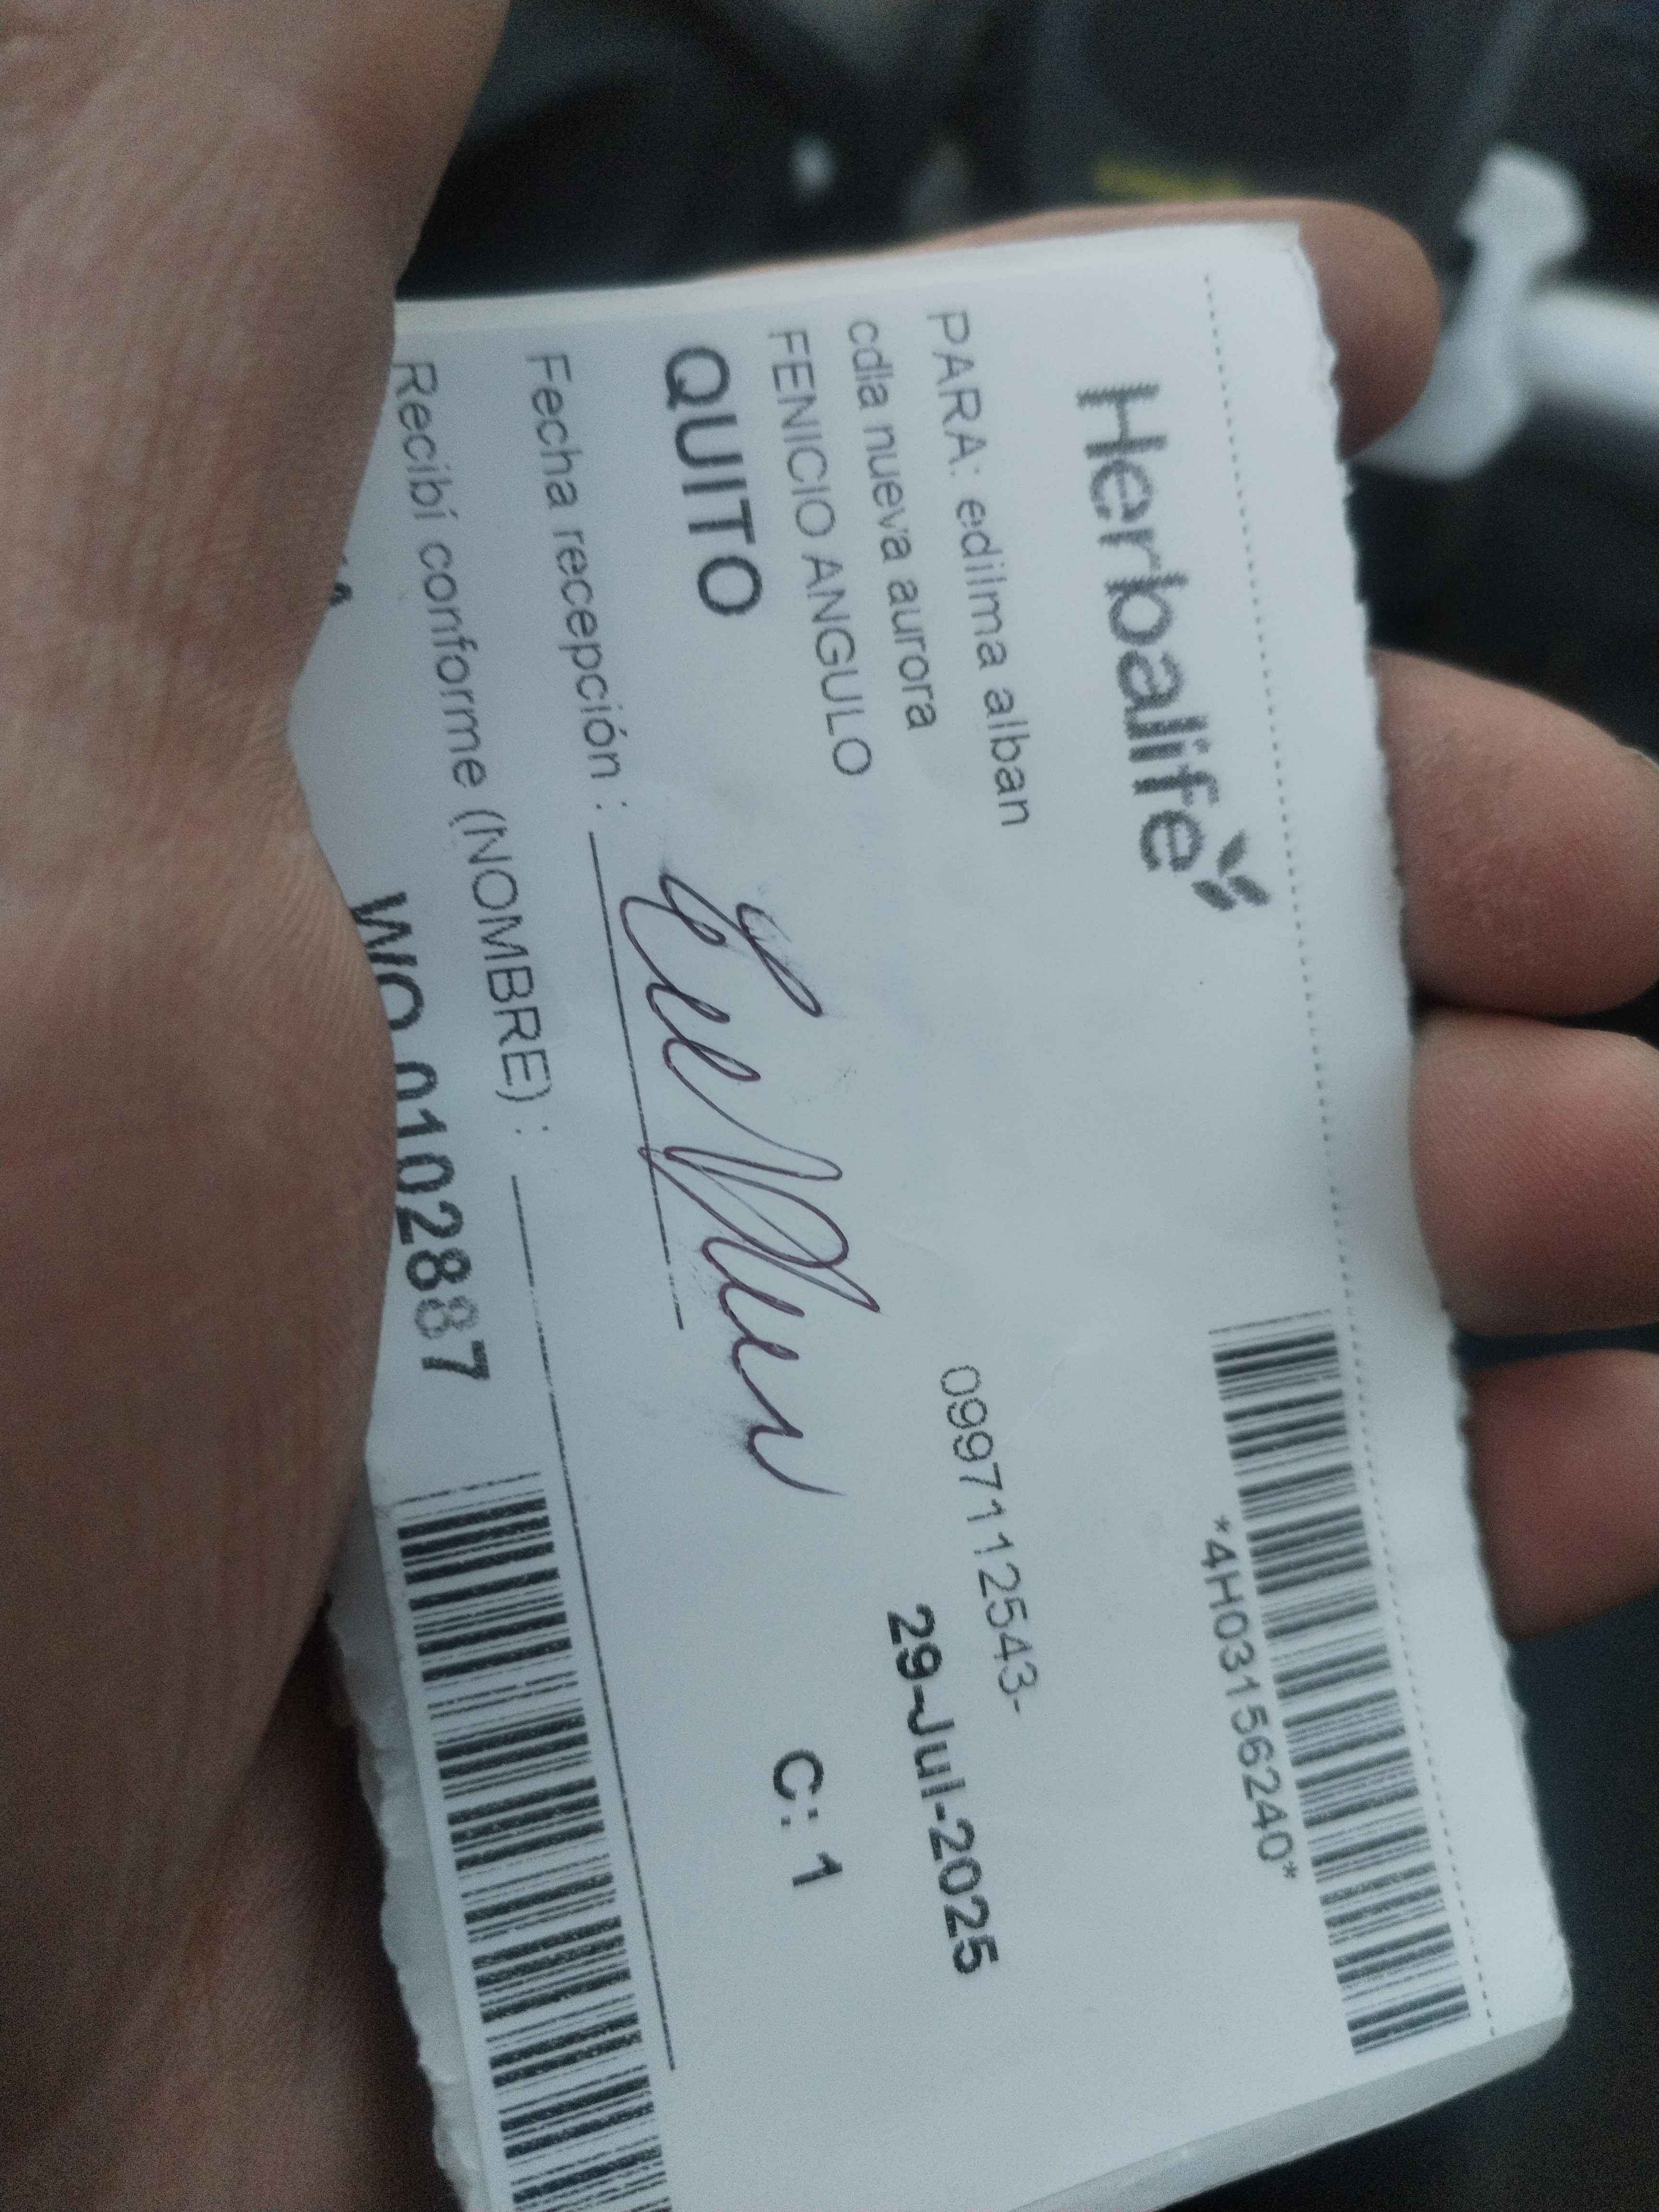 Herbalife
*4H03156240*
PARA: edilma alban
0997112543-
cdla nueva aurora
29-Jul-2025
FENICIO ANGULO
C: 1
QUITO
Fecha recepción :
Recibí conforme (NOMBRE) :
WO 0102887